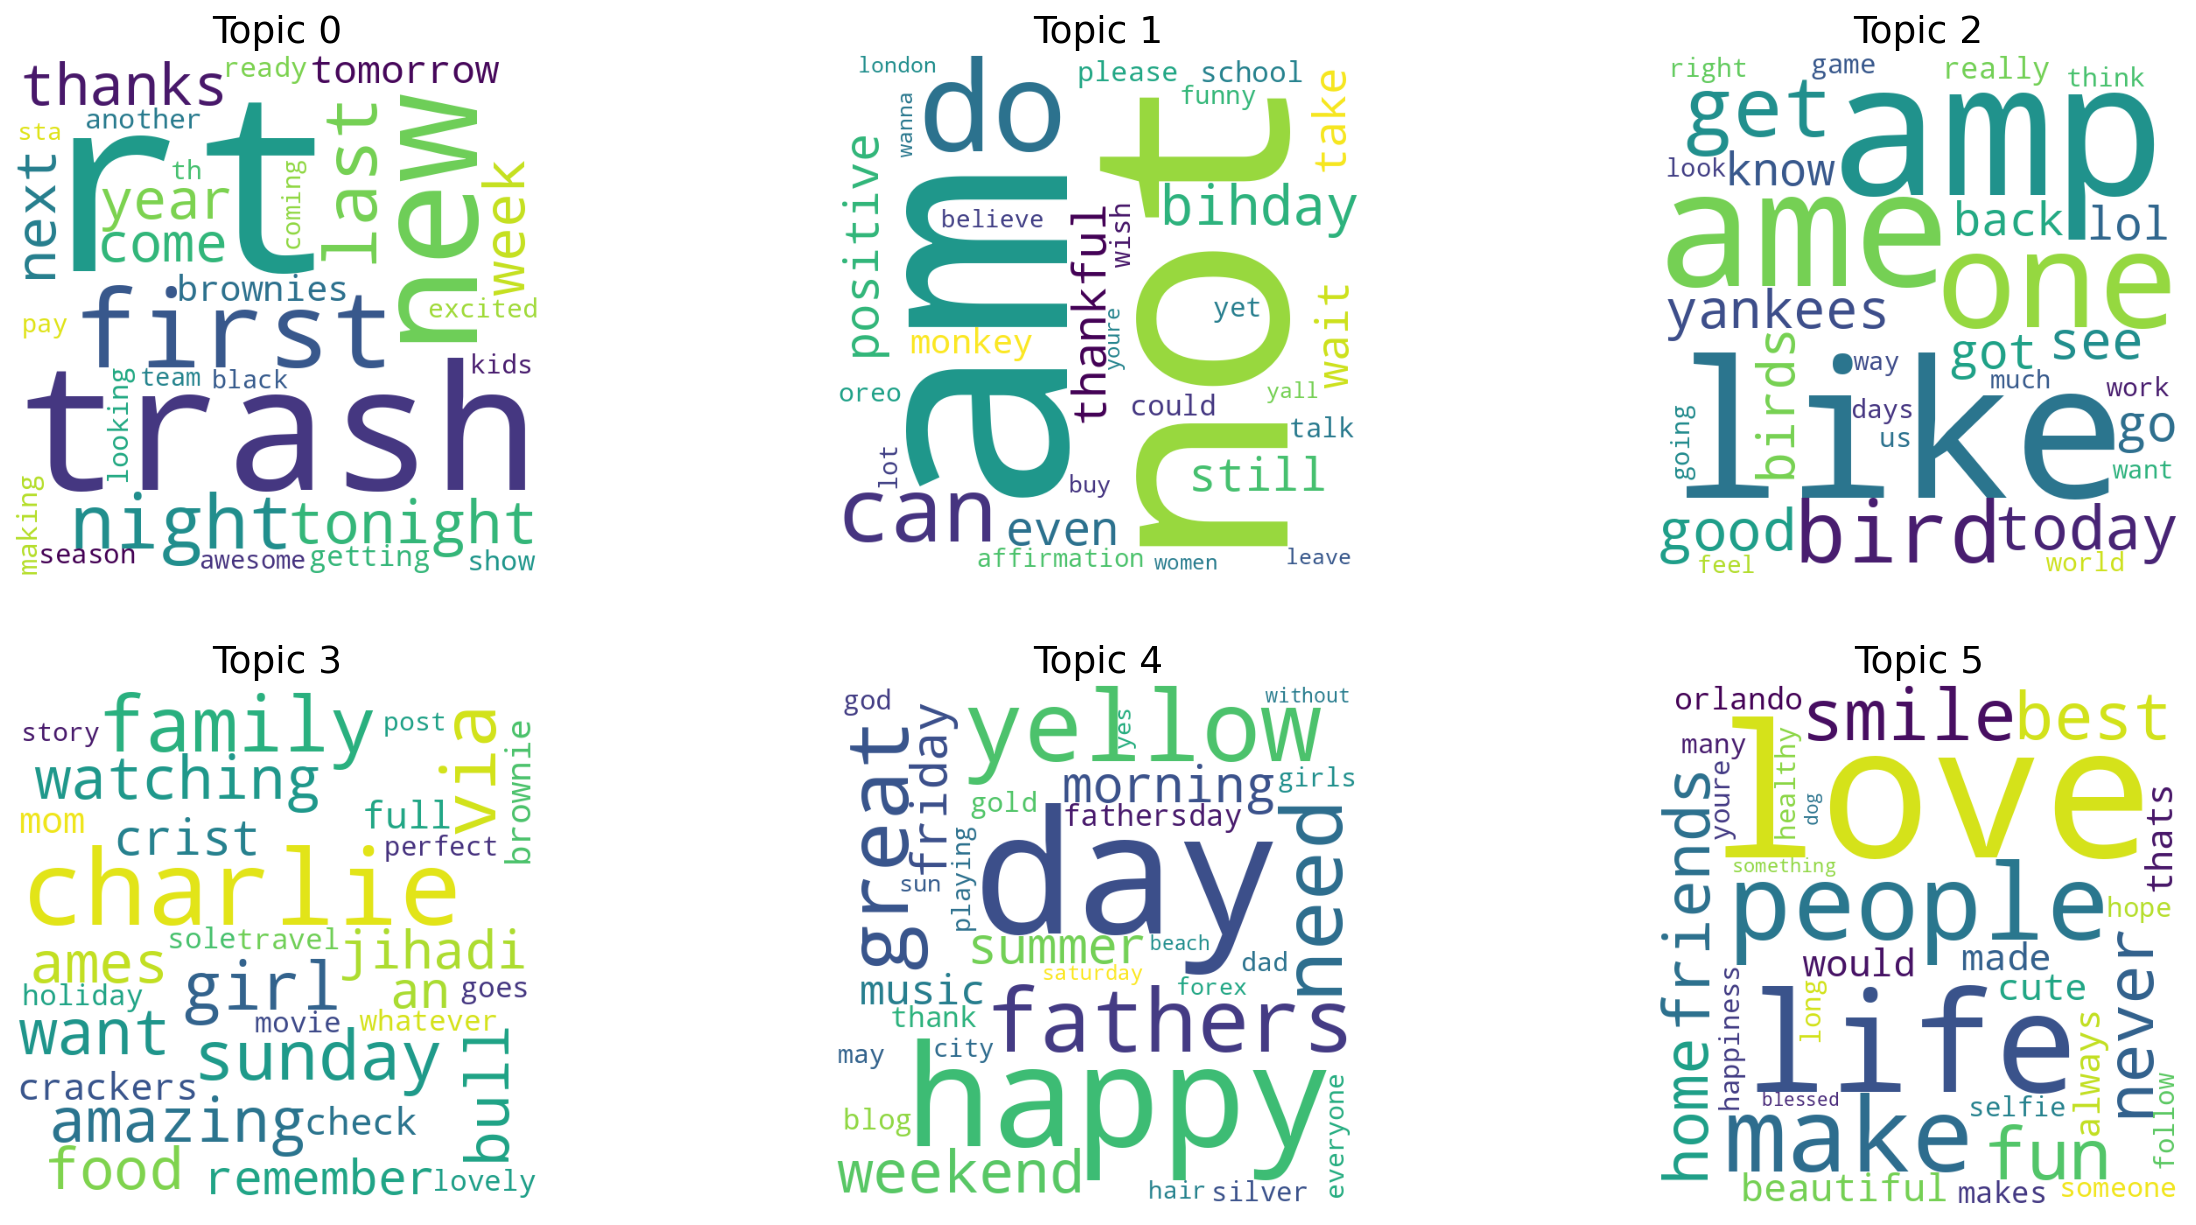 Topic 0
thanks ready tomorrow
another sta rt last new
next th year coming week
come brownies excited
pay first kids
team black looking
trash
making night tonight
season awesome getting show
Topic 1
london do please school
wanna funny take
positive am not bihday
believe thankful wish
monkey youre yet wait
oreo could yall
lot can buy talk
even still
affirmation women leave
Topic 2
right game really think
get amp
look know
ame back lol
yankees one
birds way got see
like much work
going days us go
want
good bird today
feel world
Topic 3
story family post via
watching brownie
mom crist full
perfect
charlie
ames sole travel jihadi
holiday girl an goes
want movie whatever
sunday bull
crackers
amazing check
food remember lovely
Topic 4
god yellow without
great friday yes
morning girls
gold fathersday need
day
sun playing
summer beach
saturday dad
music forex
thank fathers
may city
happy
blog everyone
weekend hair silver
Topic 5
orlando smile best
many love
youre healthy dog
friends thats
something
people hope
would made never
happiness long cute
life
home blessed selfie always
make fun follow
beautiful makes someone